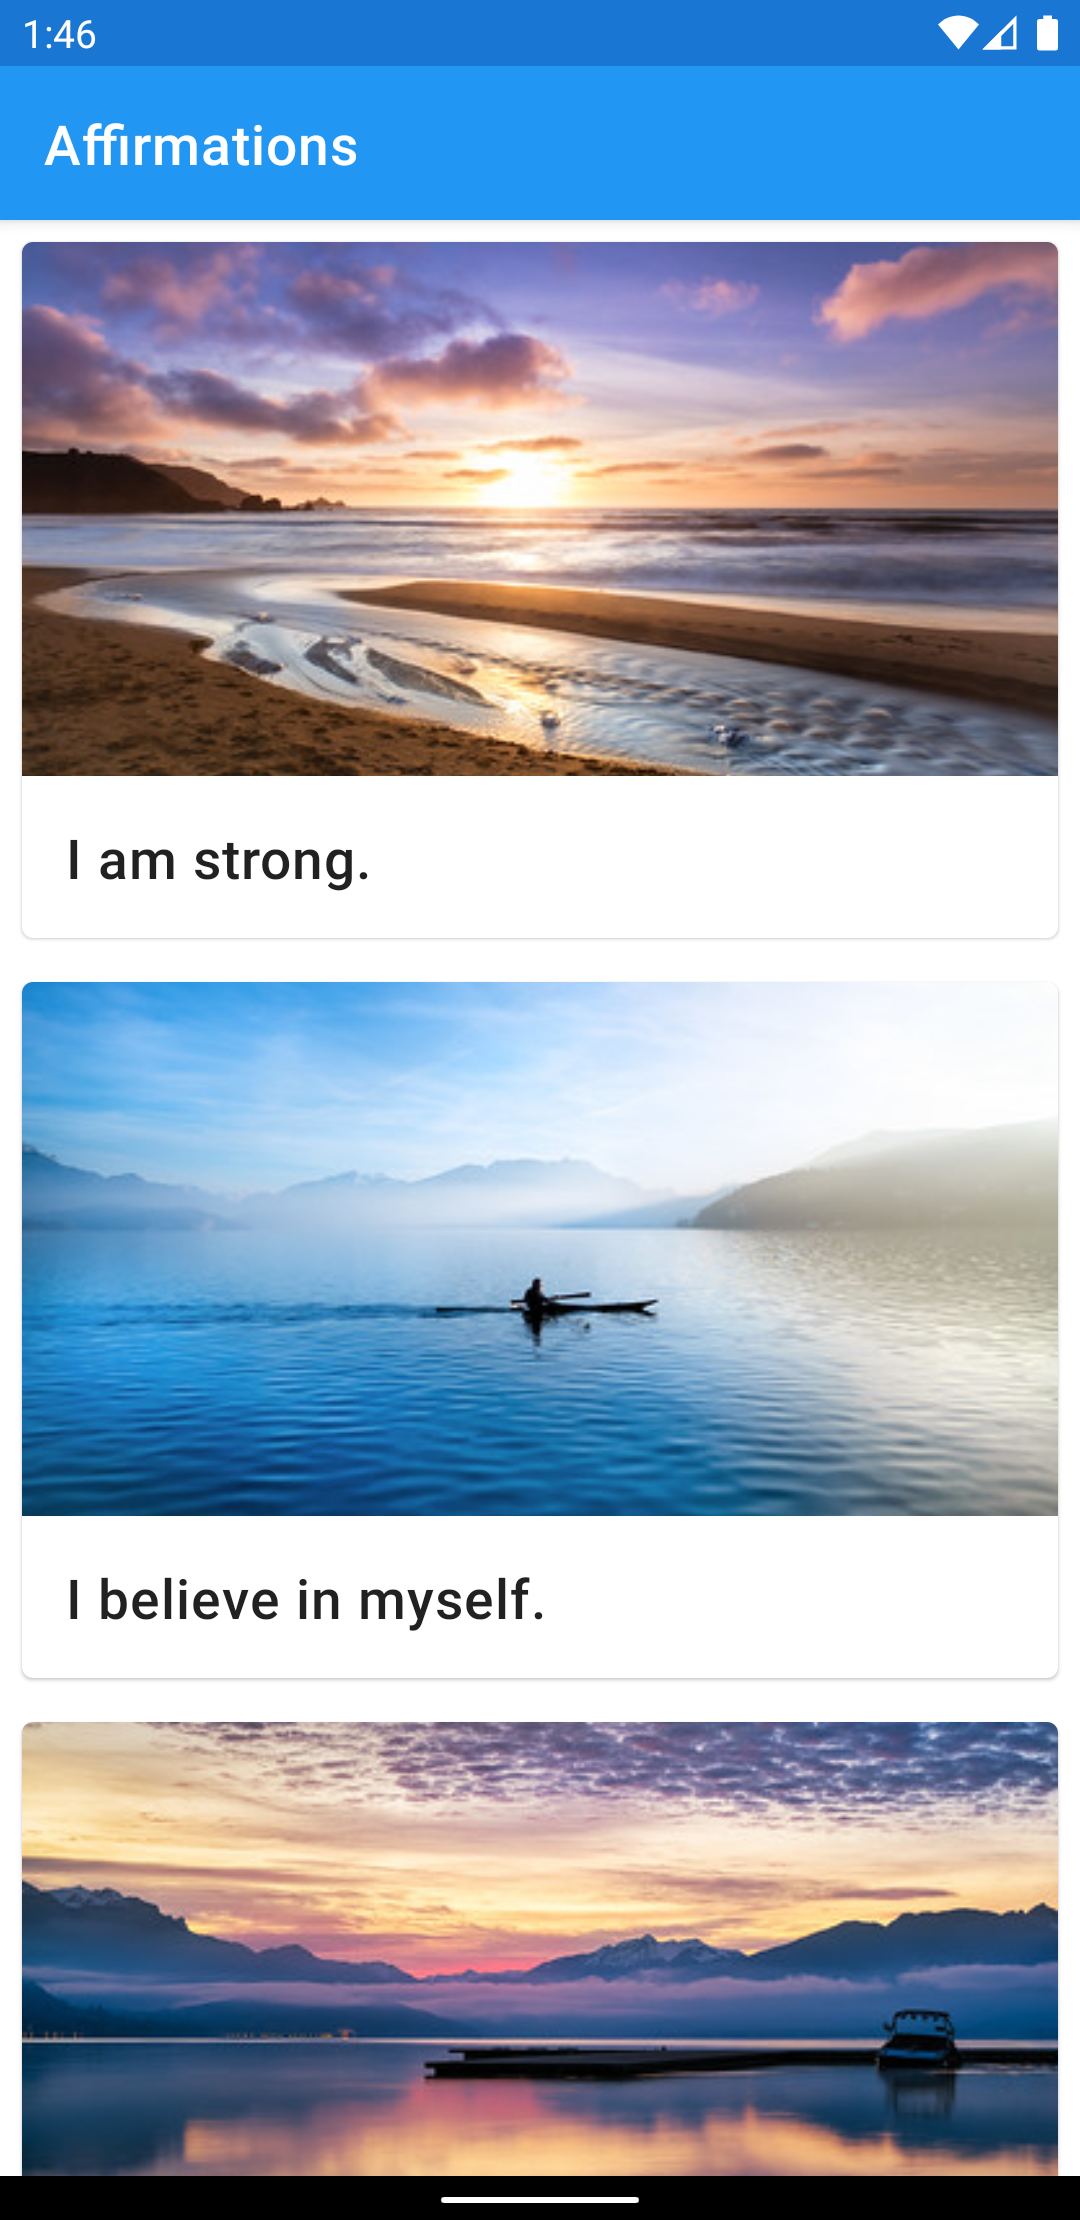 1:46
Affirmations
I am strong.
I believe in myself.